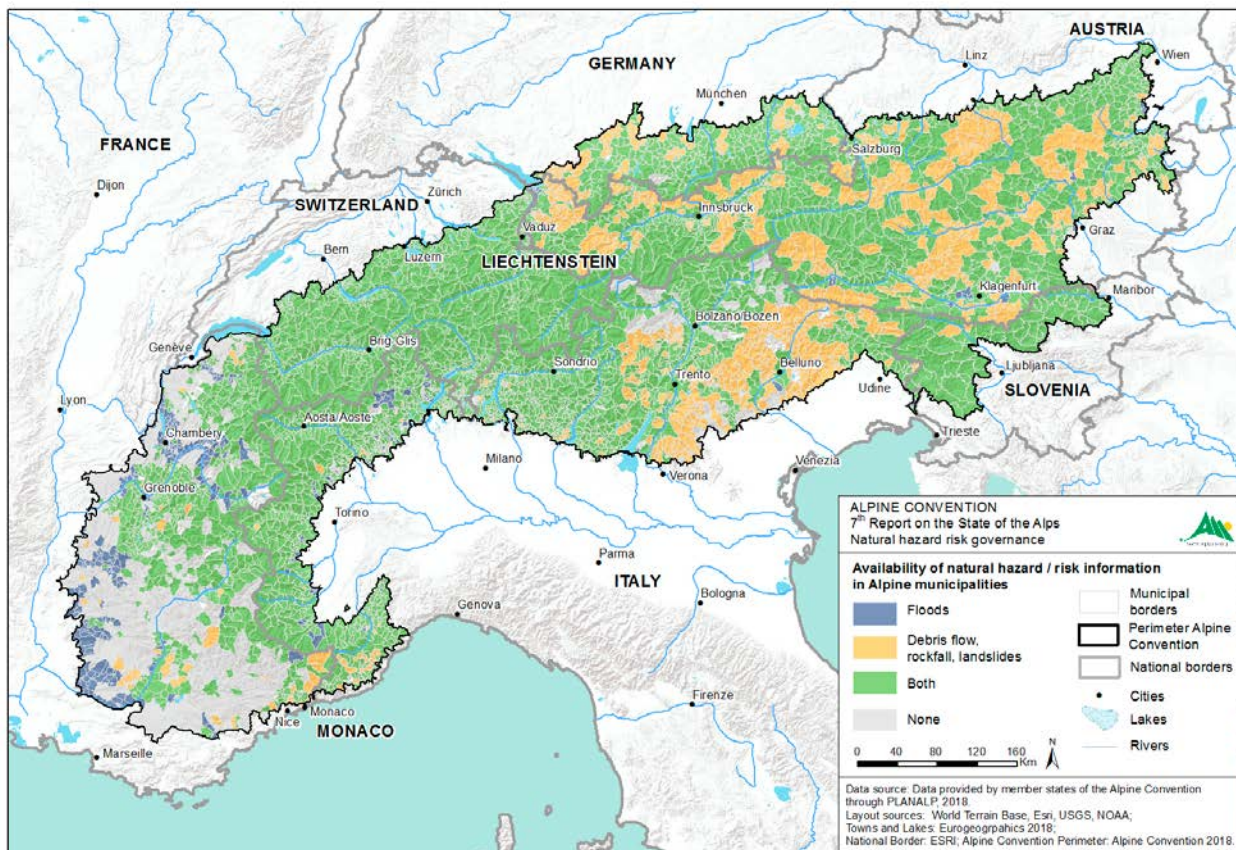 AUSTRIA
Linz
Wien
GERMANY
München
FRANCE
Salzburg
Dijon
Zürich
SWITZERLAND
Innsbruck
Vaduz
Graz
Bern
Luzern
LIECHTENSTEIN
Klagenfurt
Maribor
Bolzano/Bozen
Genève
Brig-Glis
Sondrio
Belluno
Ljubljana
Trento
Udine
SLOVENIA
Lyon
Aosta/Aoste
Chambery
Trieste
Milano
Venezia
Verona
Grenoble
Torino
Parma
ITALY
Bologna
Genova
Firenze
Nice
Monaco
MONACO
Marseille
ALPINE CONVENTION
7th Report on the State of the Alps
Natural hazard risk governance
Availability of natural hazard / risk information
in Alpine municipalities
Floods
Debris flow,
rockfall, landslides
Both
None
Municipal
borders
Perimeter Alpine
Convention
National borders
Cities
Lakes
Rivers
0 40 80 120 160
Km
N
Data source: Data provided by member states of the Alpine Convention
through PLANALP, 2018.
Layout sources: World Terrain Base, Esri, USGS, NOAA;
Towns and Lakes: Eurogeogrpahics 2018;
National Border: ESRI; Alpine Convention Perimeter: Alpine Convention 2018.